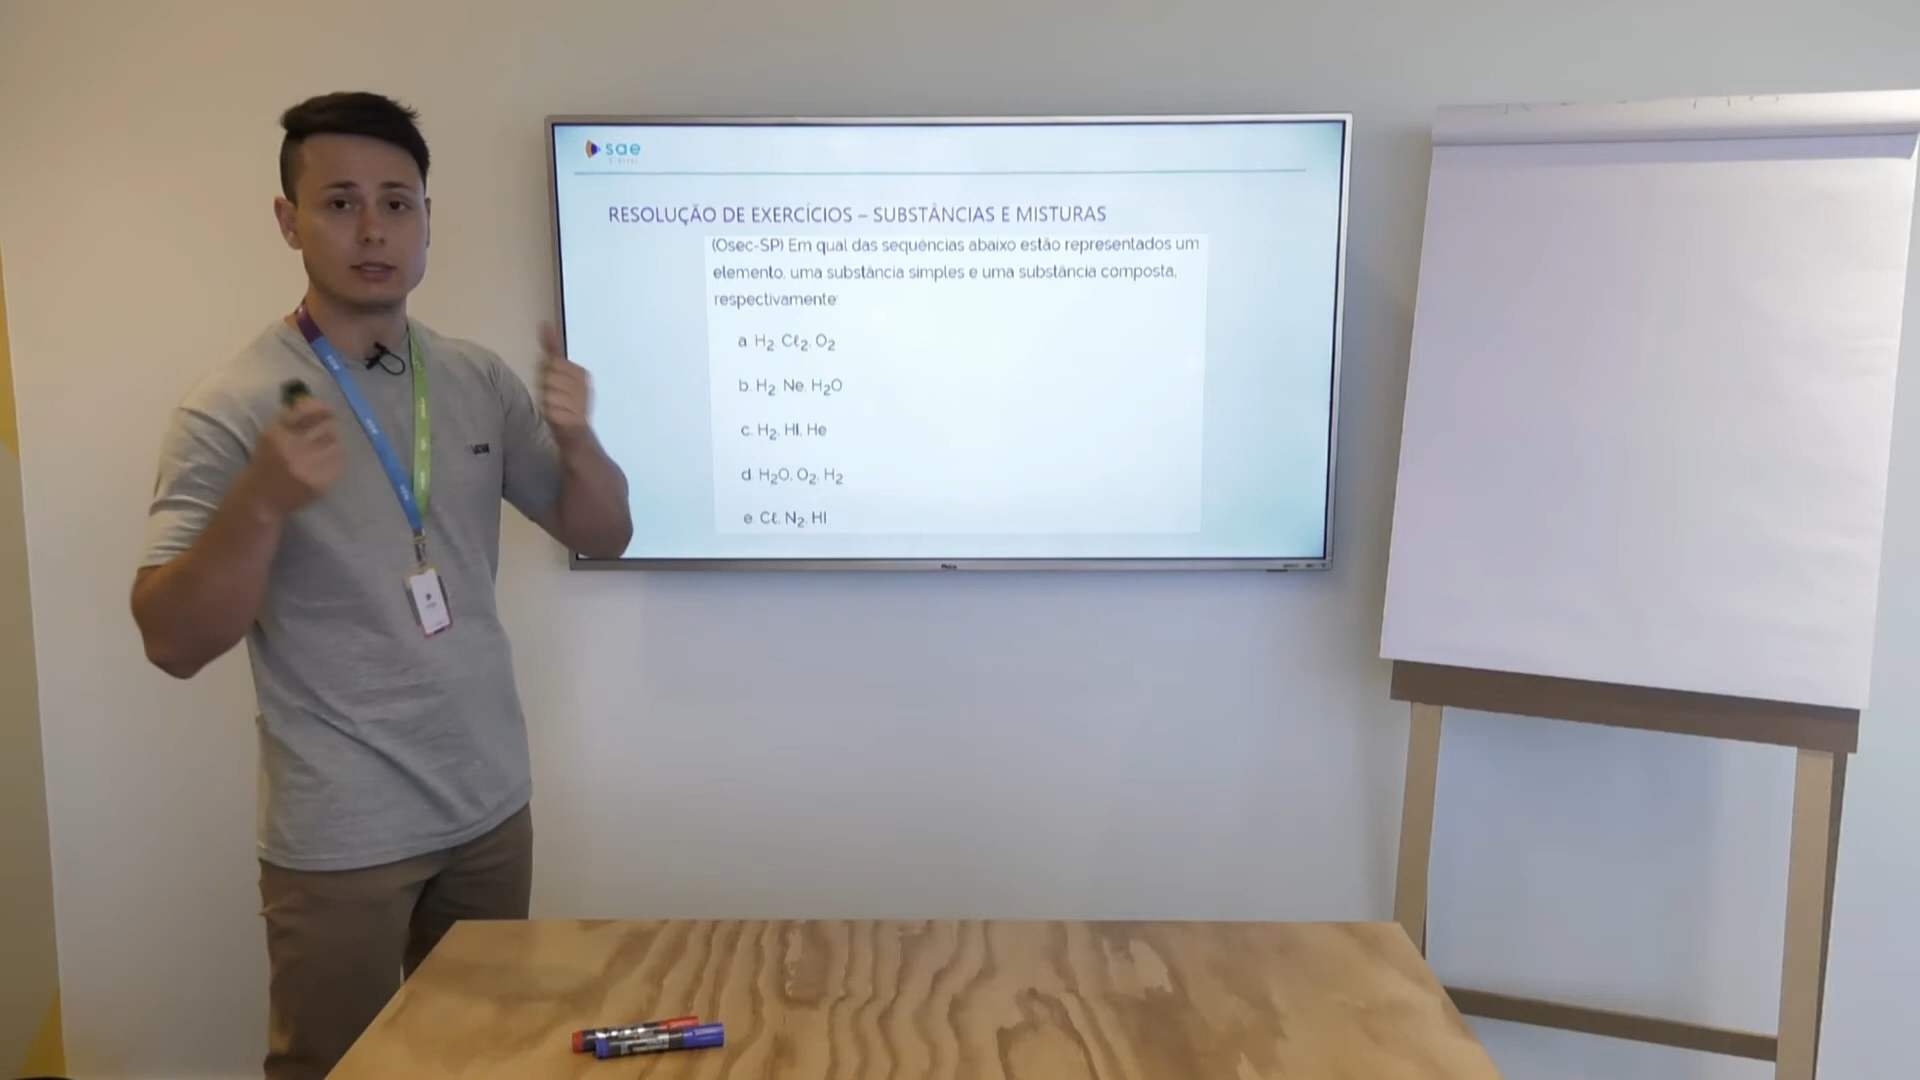 sae
RESOLUÇÃO DE EXERCÍCIOS – SUBSTÂNCIAS E MISTURAS
(Osec-SP) Em qual das sequências abaixo estão representados um
elemento, uma substância simples e uma substância composta,
respectivamente
a. H₂, Cℓ₂, O₂
b. H₂, Ne, H₂O
c. H₂, HI, He
d. H₂O, O₂, H₂
e. Cℓ, N₂, HI